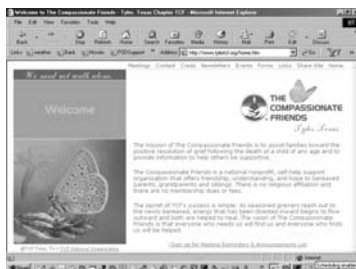 Welcome to The Compassionate Friends - Tyler, Texas Chapter TCF - Microsoft Internet Explorer
File Edit View Favorites Tools Help
Back Stop Refresh Home Search Favorites Media History Mail Print Edit Discuss
Links weather Back Movies Address http://www.tylertcf.org/home.htm
Meetings Contact Credo Newsletters Events Poems Links Share Site Home
We need not walk alone.
Welcome
THE
COMPASSIONATE
FRIENDS
Tyler, Texas
The mission of The Compassionate Friends is to assist families toward the
positive resolution of grief following the death of a child of any age and to
provide information to help others be supportive.
The Compassionate Friends is a national nonprofit, self-help support
organization that offers friendship, understanding, and hope to bereaved
parents, grandparents and siblings. There is no religious affiliation and
there are no membership dues or fees.
The secret of TCF's success is simple: As seasoned grievers reach out to
the newly bereaved, energy that has been directed inward begins to flow
outward and both are helped to heal. The vision of The Compassionate
Friends is that everyone who needs us will find us and everyone who finds
us will be helped.
Sign up for Meeting Reminders & Announcements List
TCF National
Internet